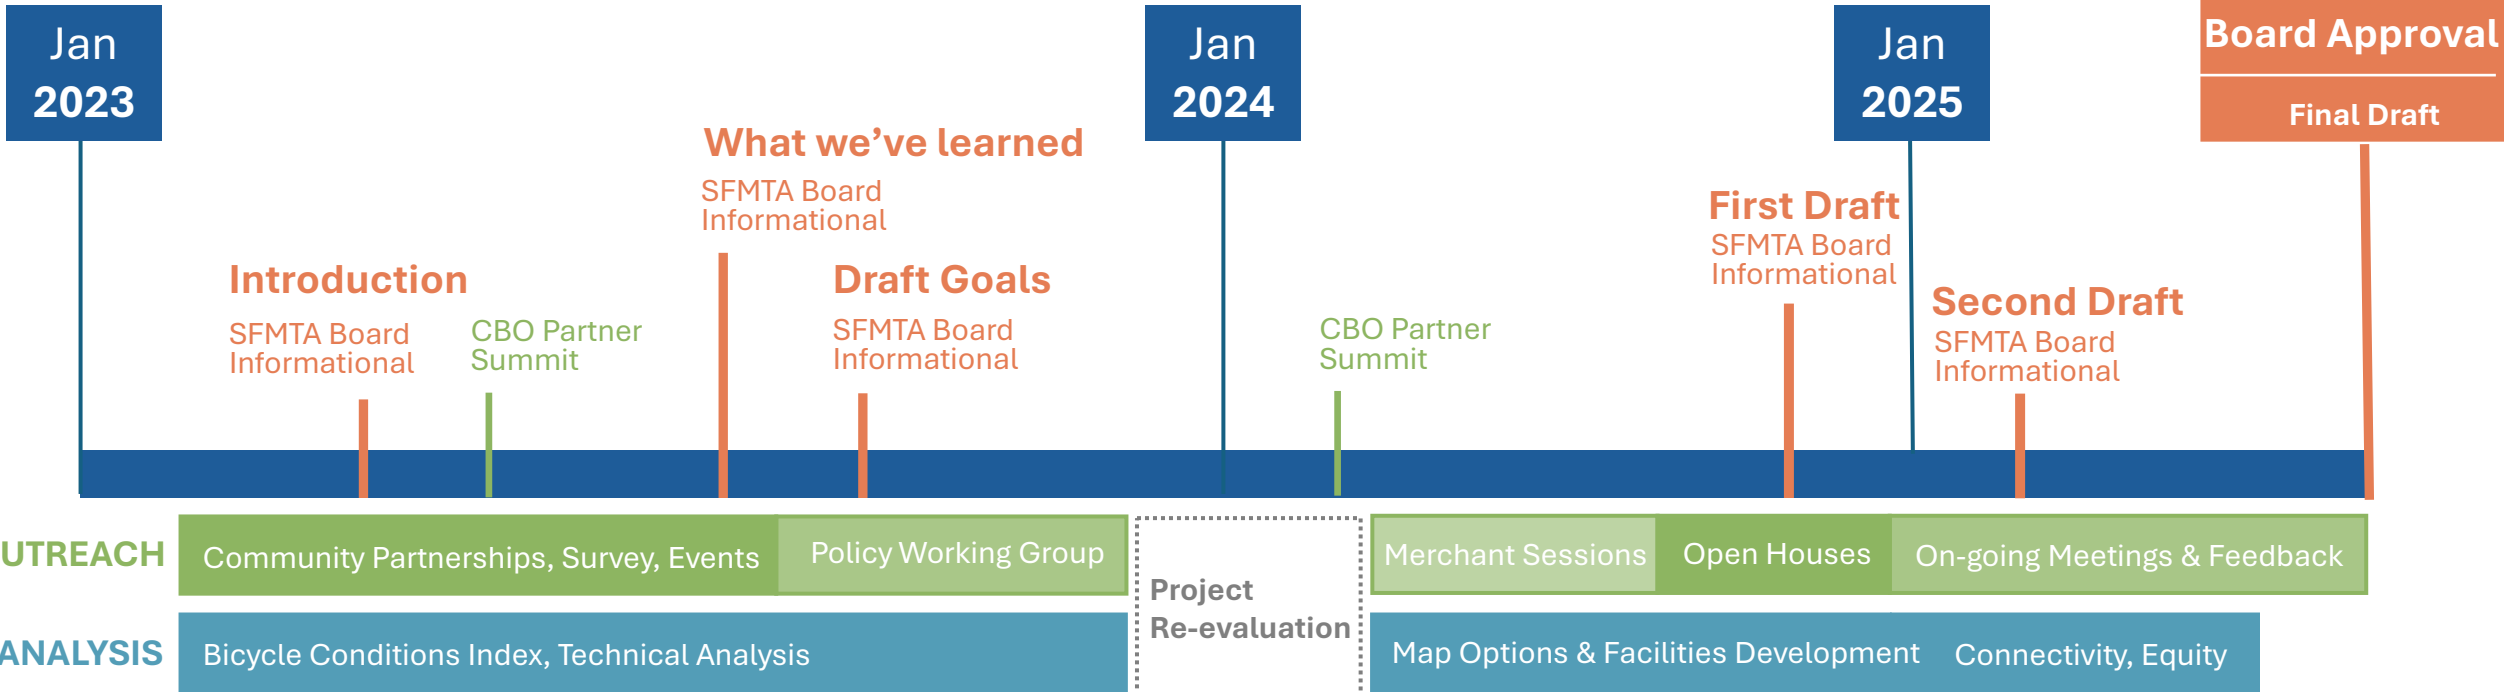 Jan
2023
Jan
2024
Jan
2025
Board Approval
Final Draft
What we’ve learned
SFMTA Board
Informational
First Draft
SFMTA Board
Informational
Introduction
SFMTA Board
Informational
CBO Partner
Summit
Draft Goals
SFMTA Board
Informational
CBO Partner
Summit
Second Draft
SFMTA Board
Informational
UTREACH
Community Partnerships, Survey, Events
Policy Working Group
Project
Re-evaluation
Merchant Sessions
Open Houses
On-going Meetings & Feedback
ANALYSIS
Bicycle Conditions Index, Technical Analysis
Map Options & Facilities Development
Connectivity, Equity